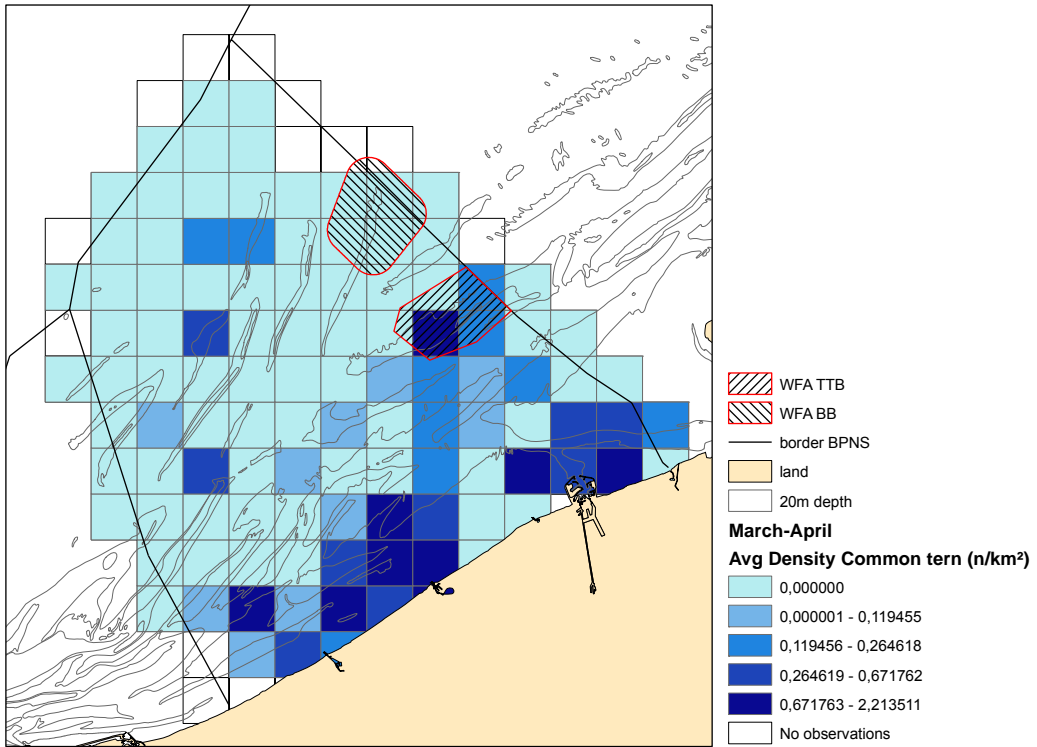 WFA TTB
WFA BB
border BPNS
land
20m depth
March-April
Avg Density Common tern (n/km²)
0,000000
0,000001 - 0,119455
0,119456 - 0,264618
0,264619 - 0,671762
0,671763 - 2,213511
No observations